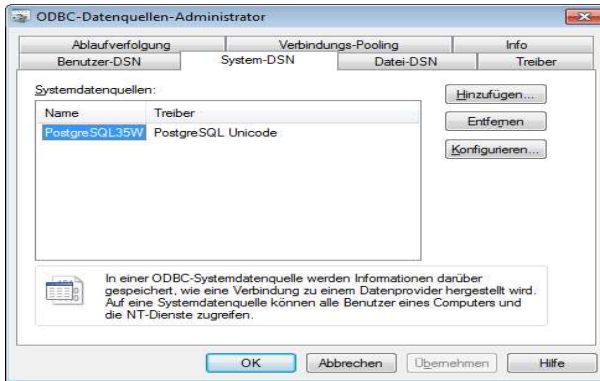 ODBC-Datenquellen-Administrator
Ablaufverfolgung Verbindungs-Pooling Info
Benutzer-DSN System-DSN Datei-DSN Treiber
Systemdatenquellen:
Name Treiber
PostgreSQL35W PostgreSQL Unicode
Hinzufügen...
Entfernen
Konfigurieren...
In einer ODBC-Systemdatenquelle werden Informationen darüber
gespeichert, wie eine Verbindung zu einem Datenprovider hergestellt wird.
Auf eine Systemdatenquelle können alle Benutzer eines Computers und
die NT-Dienste zugreifen.
OK Abbrechen Übernehmen Hilfe